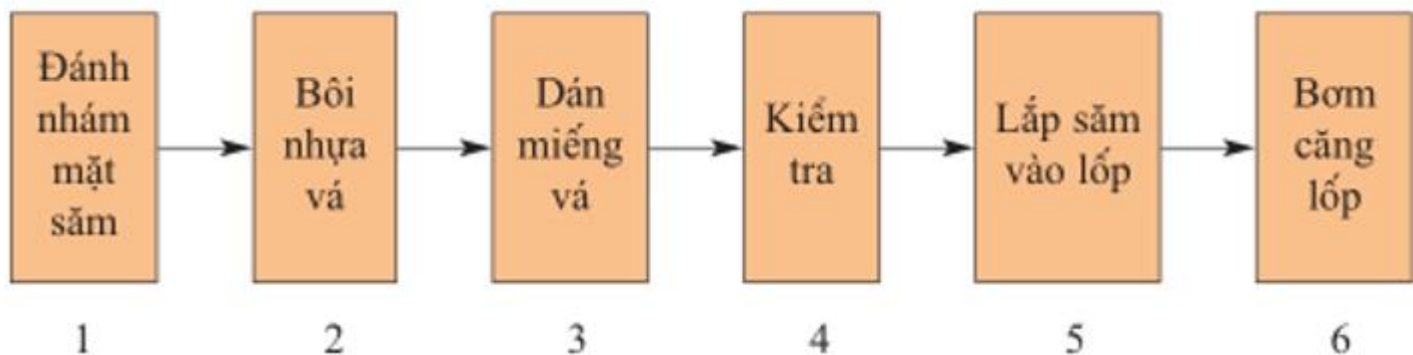 Đánh
nhám
mặt
săm
Bôi
nhựa
vá
Dán
miếng
vá
Kiểm
tra
Lắp săm
vào lốp
Bơm
căng
lốp
1
2
3
4
5
6